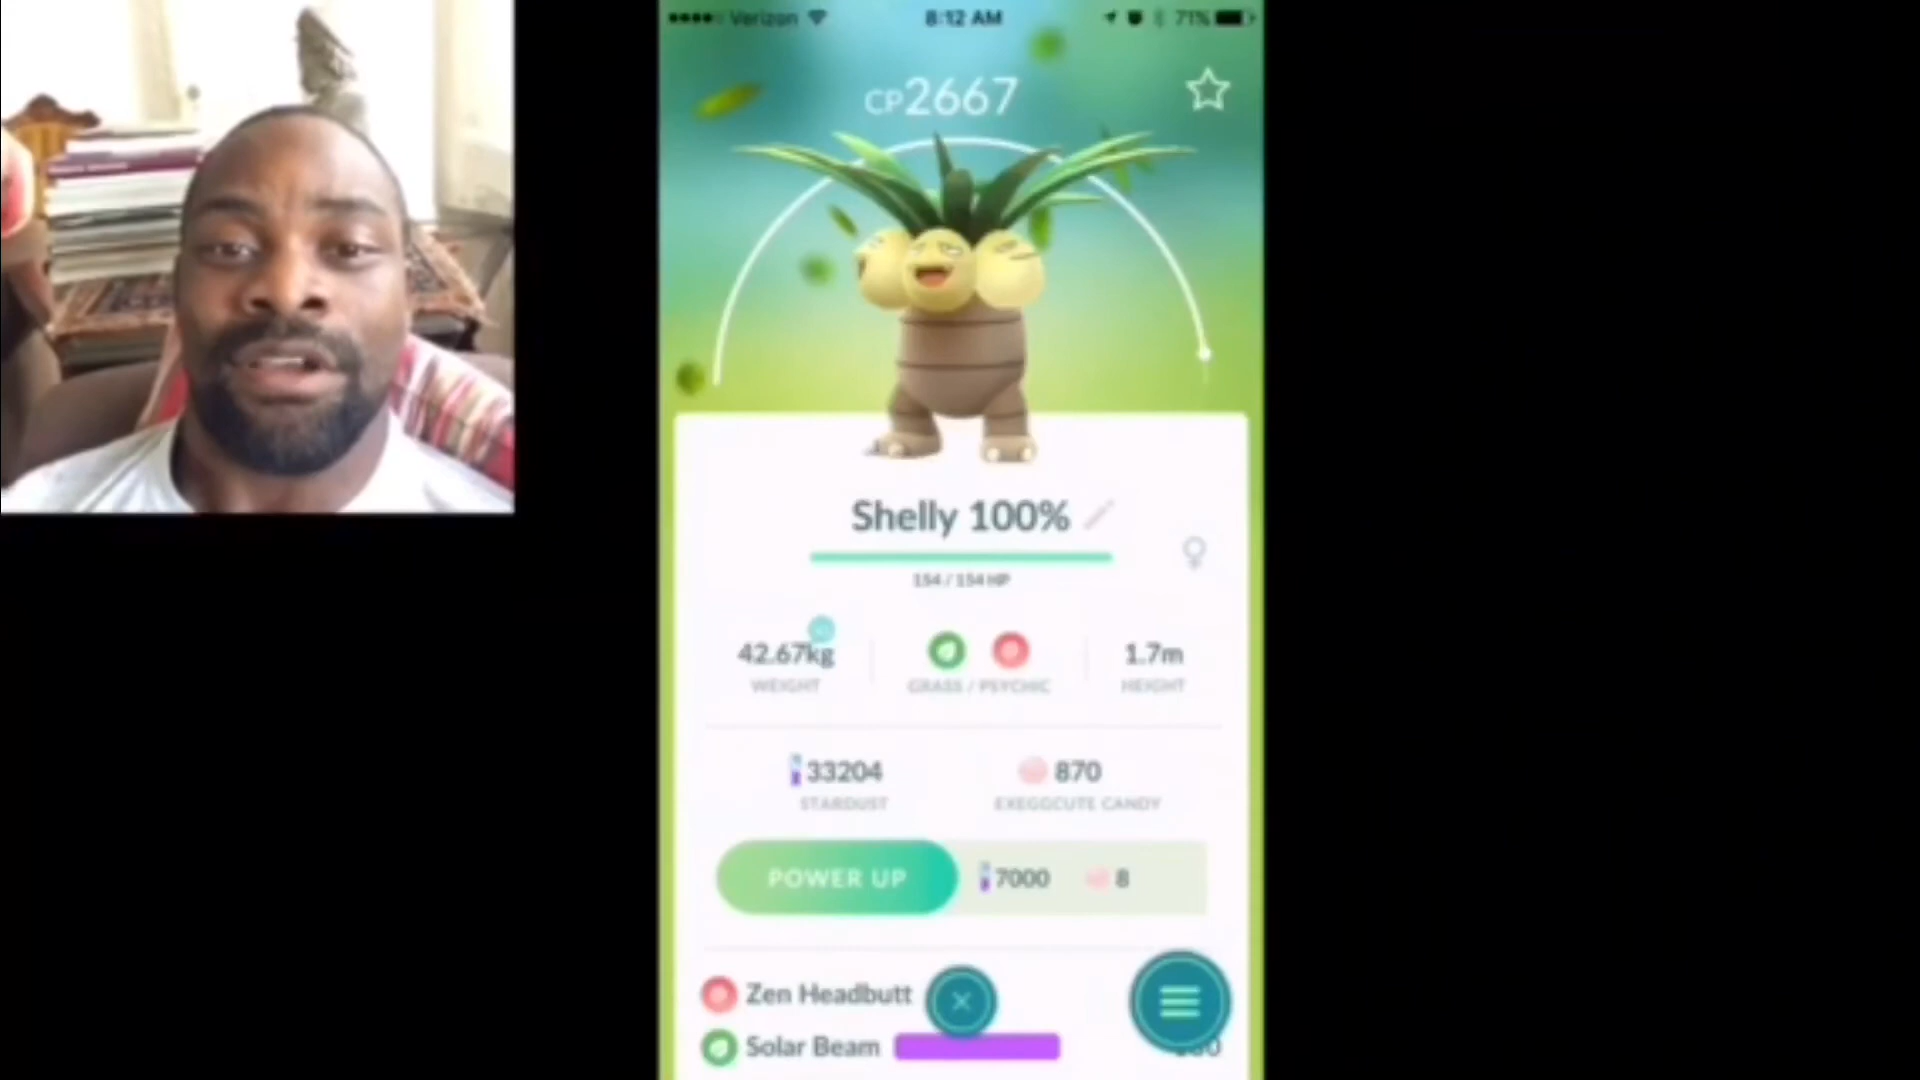 Verizon 8:12 AM 71%
CP2667
Shelly 100%
154 / 154 HP
42.67kg
WEIGHT
GRASS / PSYCHIC
1.7m
HEIGHT
33204
STARDUST
870
EXEGGCUTE CANDY
POWER UP 7000 8
Zen Headbutt
Solar Beam